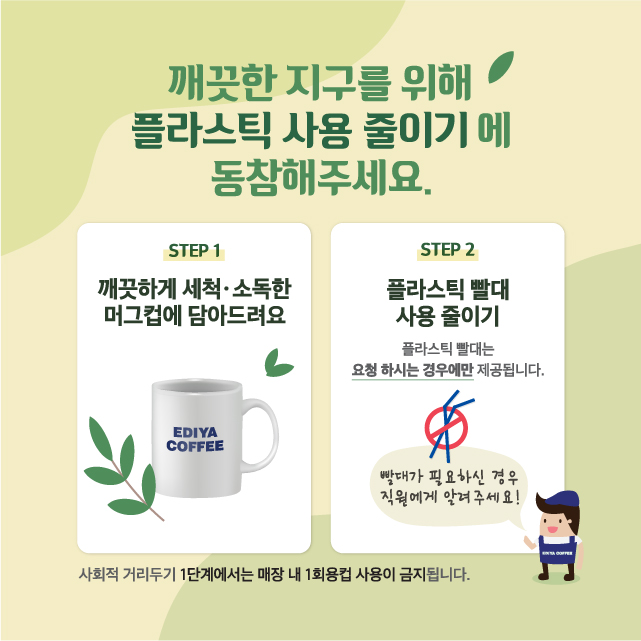 깨끗한 지구를 위해
플라스틱 사용 줄이기 에
동참해주세요.
STEP 1
깨끗하게 세척·소독한
머그컵에 담아드려요
EDIYA
COFFEE
STEP 2
플라스틱 빨대
사용 줄이기
플라스틱 빨대는
요청 하시는 경우에만 제공됩니다.
빨대가 필요하신 경우
직원에게 알려주세요!
EDIYA COFFEE
사회적 거리두기 1단계에서는 매장 내 1회용컵 사용이 금지됩니다.